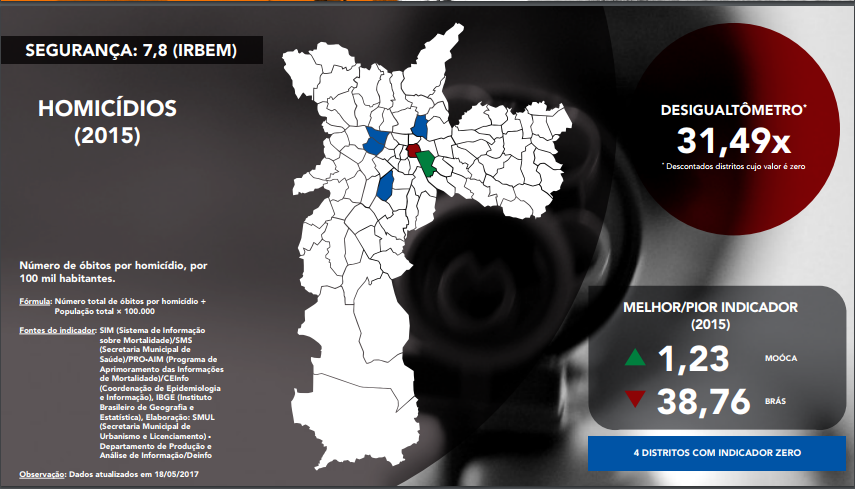 SEGURANÇA: 7,8 (IRBEM)
HOMICÍDIOS
(2015)
Número de óbitos por homicídio, por
100 mil habitantes.
Fórmula: Número total de óbitos por homicídio ÷
População total × 100.000
Fontes do indicador: SIM (Sistema de Informação
sobre Mortalidade)/SMS
(Secretaria Municipal de
Saúde)/PRO-AIM (Programa de
Aprimoramento das Informações
de Mortalidade)/CEInfo
(Coordenação de Epidemiologia
e Informação), IBGE (Instituto
Brasileiro de Geografia e
Estatística), Elaboração: SMUL
(Secretaria Municipal de
Urbanismo e Licenciamento) •
Departamento de Produção e
Análise de Informação/Deinfo
Observação: Dados atualizados em 18/05/2017
DESIGUALTÔMETRO*
31,49x
* Descontados distritos cujo valor é zero
MELHOR/PIOR INDICADOR
(2015)
1,23 MOÓCA
38,76 BRÁS
4 DISTRITOS COM INDICADOR ZERO